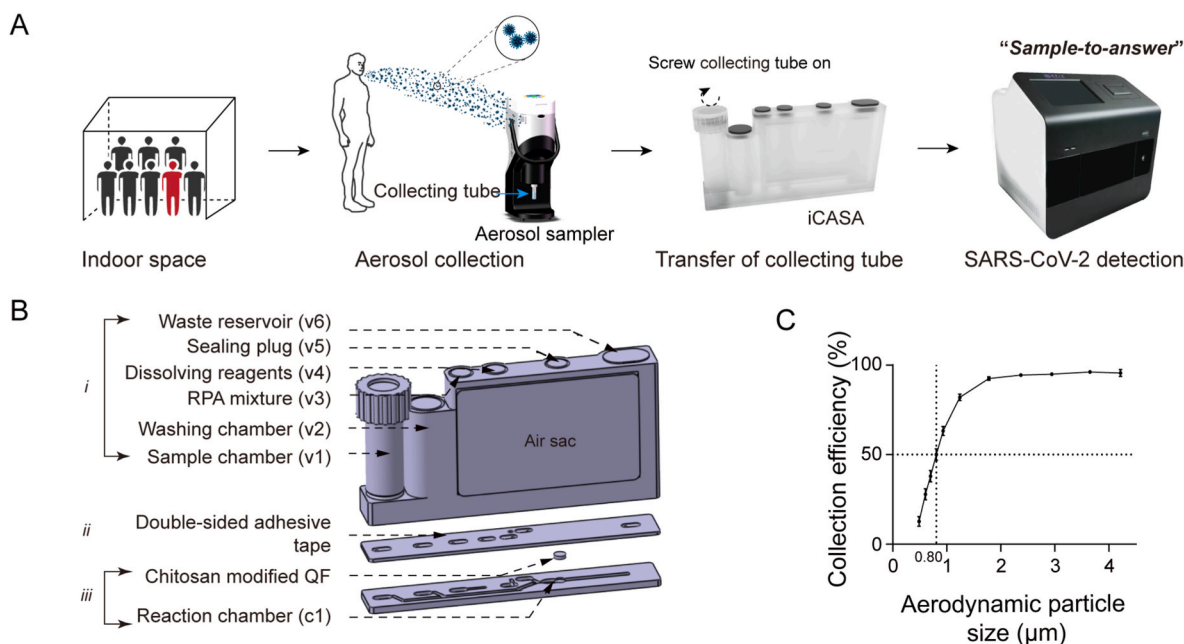 A
“Sample-to-answer”
Screw collecting tube on
Collecting tube
iCASA
Aerosol sampler
Indoor space
Aerosol collection
Transfer of collecting tube
SARS-CoV-2 detection
B
i
Waste reservoir (v6)
Sealing plug (v5)
Dissolving reagents (v4)
RPA mixture (v3)
Washing chamber (v2)
Sample chamber (v1)
Air sac
ii
Double-sided adhesive
tape
iii
Chitosan modified QF
Reaction chamber (c1)
C
Collection efficiency (%)
100
50
0
0 0.80 1 2 3 4
Aerodynamic particle
size (μm)